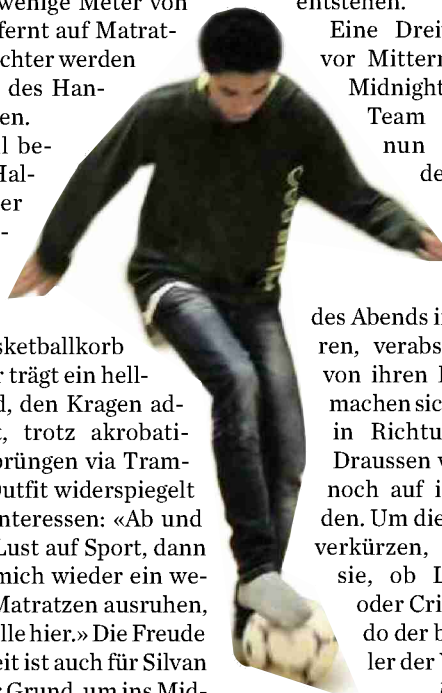 wenige Meter von
fernt auf Matrat-
chter werden
des Han-
en.
l be-
Hal-
er
-
sketballkorb
r trägt ein hell-
d, den Kragen ad-
t, trotz akrobati-
prüngen via Tram-
Outfit widerspiegelt
nteressen: «Ab und
Lust auf Sport, dann
mich wieder ein we-
Matratzen ausruhen,
lle hier.» Die Freude
eit ist auch für Silvan
Grund, um ins Mid-
entstehen.
Eine Drei
vor Mittern
Midnight
Team
nun
de
des Abends i
ren, verabs
von ihren
machen sic
in Richtu
Draussen v
noch auf i
den. Um die
verkürzen,
sie, ob L
oder Cri
do der b
ler der